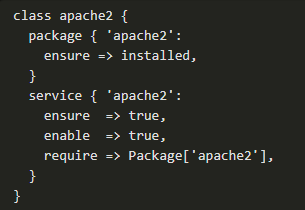 class apache2 {
  package { 'apache2':
    ensure => installed,
  }
  service { 'apache2':
    ensure  => true,
    enable  => true,
    require => Package['apache2'],
  }
}